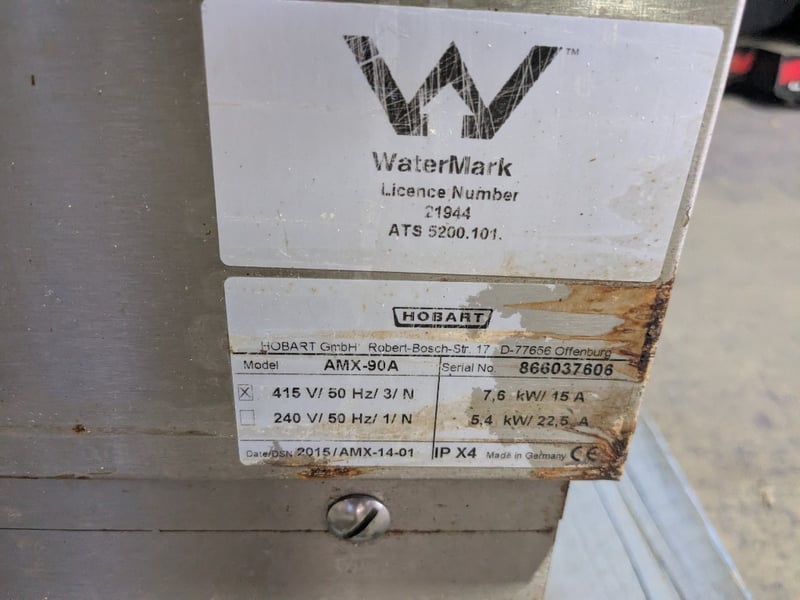 ™
WaterMark
Licence Number
21944
ATS 5200.101.
HOBART
HOBART GmbH Robert-Bosch-Str. 17 D-77656 Offenburg
Model AMX-90A Serial No. 866037606
☒ 415 V/ 50 Hz/ 3/ N 7,6 kW/ 15 A
☐ 240 V/ 50 Hz/ 1/ N 5,4 kW/ 22,5 A
Date/DSN 2015/AMX-14-01 IP X4 Made in Germany CE